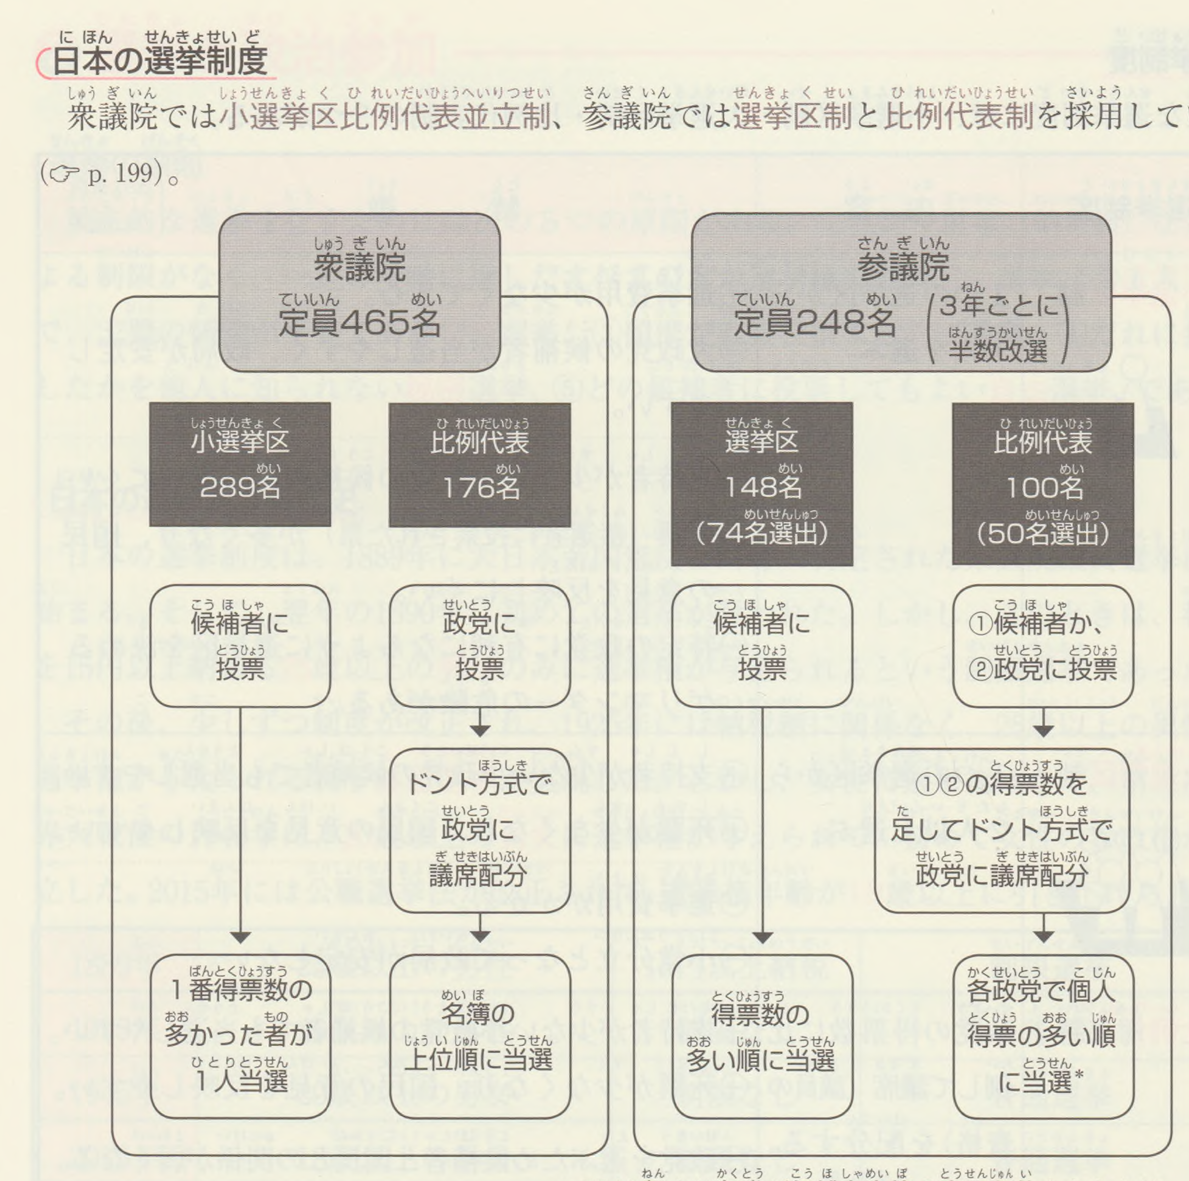 日本の選挙制度
衆議院では小選挙区比例代表並立制、参議院では選挙区制と比例代表制を採用して
(☞ p. 199)。
衆議院
定員465名
小選挙区
289名
比例代表
176名
候補者に
投票
政党に
投票
ドント方式で
政党に
議席配分
1番得票数の
多かった者が
1人当選
名簿の
上位順に当選
参議院
定員248名
(3年ごとに
半数改選)
選挙区
148名
(74名選出)
比例代表
100名
(50名選出)
候補者に
投票
①候補者か、
②政党に投票
①②の得票数を
足してドント方式で
政党に議席配分
得票数の
多い順に当選
各政党で個人
得票の多い順
に当選*